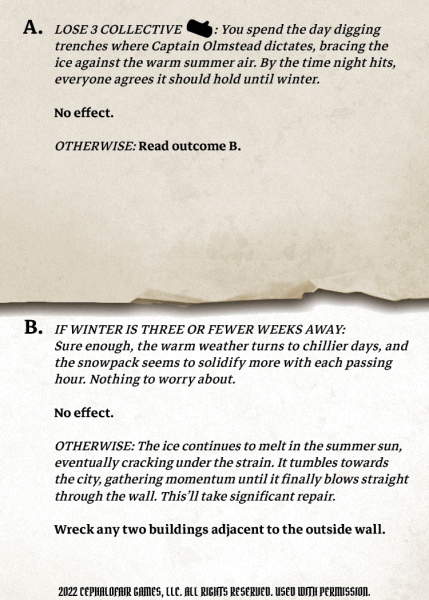 A. LOSE 3 COLLECTIVE : You spend the day digging
trenches where Captain Olmstead dictates, bracing the
ice against the warm summer air. By the time night hits,
everyone agrees it should hold until winter.
No effect.
OTHERWISE: Read outcome B.
B. IF WINTER IS THREE OR FEWER WEEKS AWAY:
Sure enough, the warm weather turns to chillier days, and
the snowpack seems to solidify more with each passing
hour. Nothing to worry about.
No effect.
OTHERWISE: The ice continues to melt in the summer sun,
eventually cracking under the strain. It tumbles towards
the city, gathering momentum until it finally blows straight
through the wall. This'll take significant repair.
Wreck any two buildings adjacent to the outside wall.
2022 CEPHALOFAIR GAMES, LLC. ALL RIGHTS RESERVED. USED WITH PERMISSION.